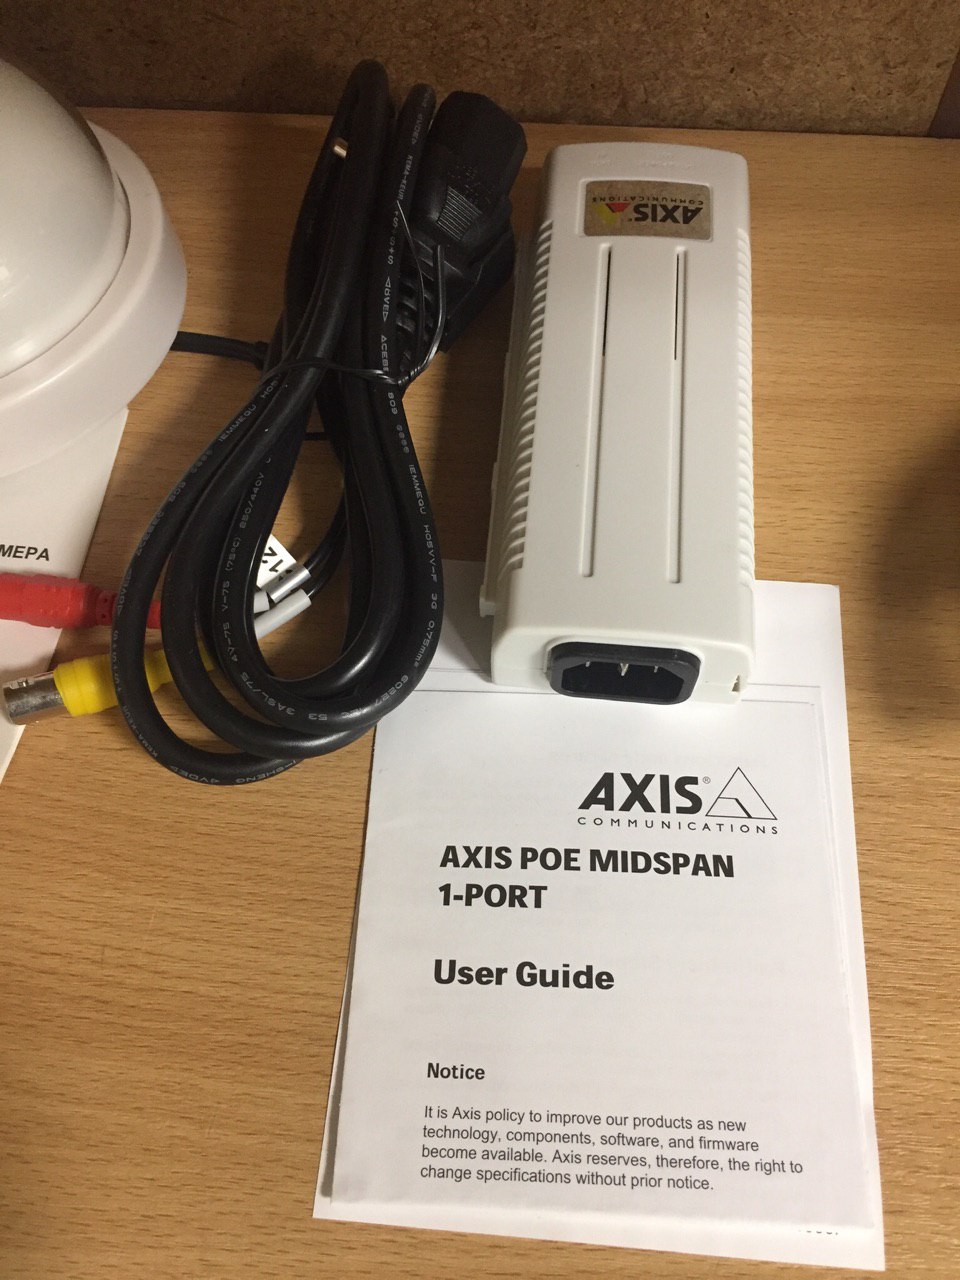 AXIS®
COMMUNICATIONS
МЕРА
AXIS®
COMMUNICATIONS
AXIS POE MIDSPAN
1-PORT
User Guide
Notice
It is Axis policy to improve our products as new
technology, components, software, and firmware
become available. Axis reserves, therefore, the right to
change specifications without prior notice.